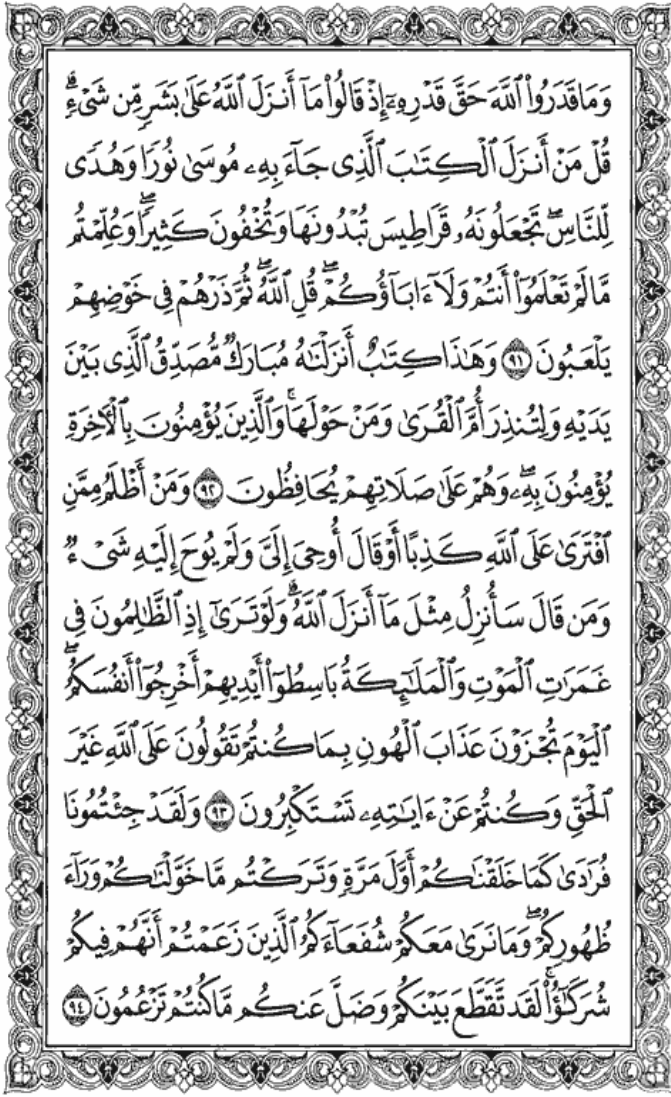 وَمَا قَدَرُوا۟ ٱللَّهَ حَقَّ قَدْرِهِۦٓ إِذْ قَالُوا۟ مَآ أَنزَلَ ٱللَّهُ عَلَىٰ بَشَرٍ مِّن شَىْءٍ ۗ
قُلْ مَنْ أَنزَلَ ٱلْكِتَٰبَ ٱلَّذِى جَآءَ بِهِۦ مُوسَىٰ نُورًا وَهُدًى
لِّلنَّاسِ ۖ تَجْعَلُونَهُۥ قَرَاطِيسَ تُبْدُونَهَا وَتُخْفُونَ كَثِيرًا ۖ وَعُلِّمْتُم
مَّا لَمْ تَعْلَمُوٓا۟ أَنتُمْ وَلَآ ءَابَآؤُكُمْ ۖ قُلِ ٱللَّهُ ۖ ثُمَّ ذَرْهُمْ فِى خَوْضِهِمْ
يَلْعَبُونَ ٩١ وَهَٰذَا كِتَٰبٌ أَنزَلْنَٰهُ مُبَارَكٌ مُّصَدِّقُ ٱلَّذِى بَيْنَ
يَدَيْهِ وَلِتُنذِرَ أُمَّ ٱلْقُرَىٰ وَمَنْ حَوْلَهَا ۚ وَٱلَّذِينَ يُؤْمِنُونَ بِٱلْءَاخِرَةِ
يُؤْمِنُونَ بِهِۦ ۖ وَهُمْ عَلَىٰ صَلَاتِهِمْ يُحَافِظُونَ ٩٢ وَمَنْ أَظْلَمُ مِمَّنِ
ٱفْتَرَىٰ عَلَى ٱللَّهِ كَذِبًا أَوْ قَالَ أُوحِىَ إِلَىَّ وَلَمْ يُوحَ إِلَيْهِ شَىْءٌ
وَمَن قَالَ سَأُنزِلُ مِثْلَ مَآ أَنزَلَ ٱللَّهُ ۗ وَلَوْ تَرَىٰٓ إِذِ ٱلظَّٰلِمُونَ فِى
غَمَرَٰتِ ٱلْمَوْتِ وَٱلْمَلَٰٓئِكَةُ بَاسِطُوٓا۟ أَيْدِيهِمْ أَخْرِجُوٓا۟ أَنفُسَكُمُ ۖ
ٱلْيَوْمَ تُجْزَوْنَ عَذَابَ ٱلْهُونِ بِمَا كُنتُمْ تَقُولُونَ عَلَى ٱللَّهِ غَيْرَ
ٱلْحَقِّ وَكُنتُمْ عَنْ ءَايَٰتِهِۦ تَسْتَكْبِرُونَ ٩٣ وَلَقَدْ جِئْتُمُونَا
فُرَٰدَىٰ كَمَا خَلَقْنَٰكُمْ أَوَّلَ مَرَّةٍ وَتَرَكْتُم مَّا خَوَّلْنَٰكُمْ وَرَآءَ
ظُهُورِكُمْ ۖ وَمَا نَرَىٰ مَعَكُمْ شُفَعَآءَكُمُ ٱلَّذِينَ زَعَمْتُمْ أَنَّهُمْ فِيكُمْ
شُرَكَٰٓؤُا۟ ۚ لَقَد تَّقَطَّعَ بَيْنَكُمْ وَضَلَّ عَنكُم مَّا كُنتُمْ تَزْعُمُونَ ٩٤